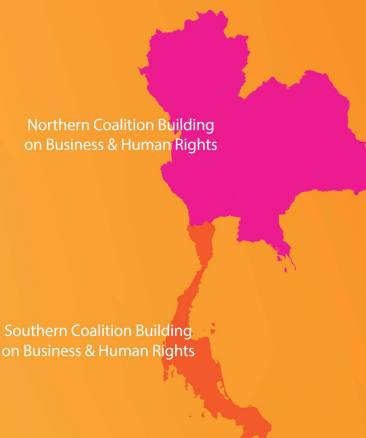 Northern Coalition Building
on Business & Human Rights
Southern Coalition Building
on Business & Human Rights